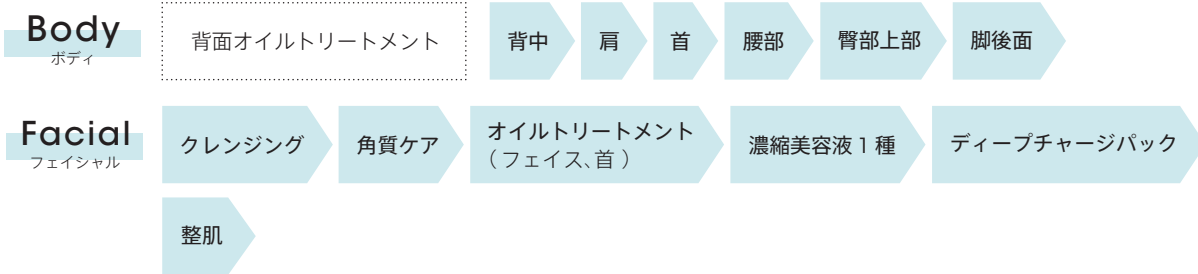 Body
ボディ
背面オイルトリートメント
背中
肩
首
腰部
臀部上部
脚後面
Facial
フェイシャル
クレンジング
角質ケア
オイルトリートメント
（フェイス、首）
濃縮美容液1種
ディープチャージパック
整肌